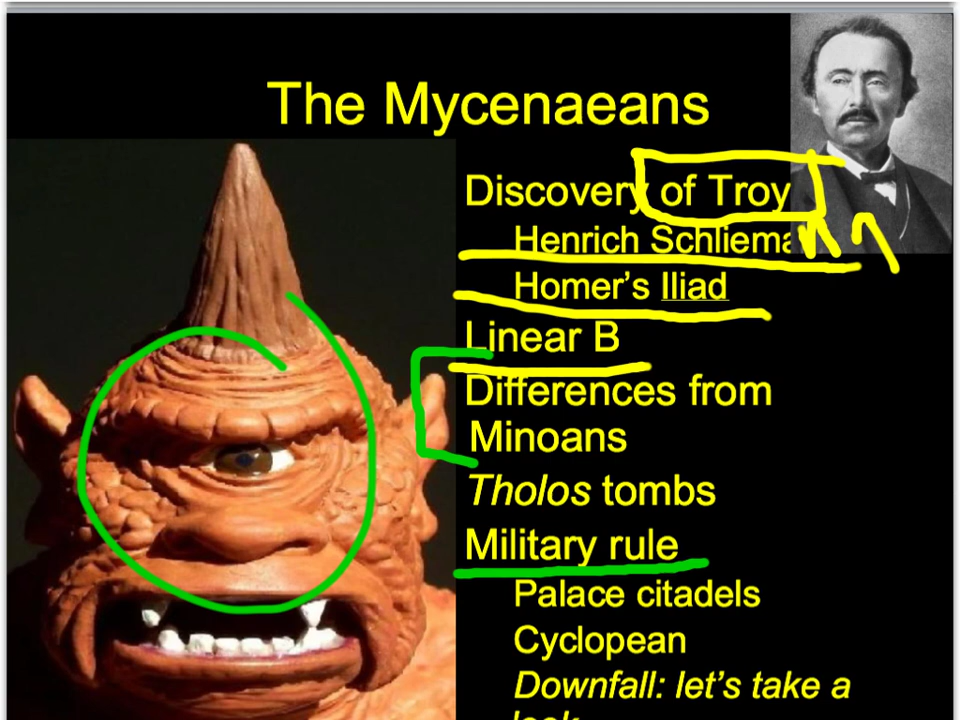 The Mycenaeans
Discovery of Troy
Henrich Schliemann
Homer's Iliad
Linear B
Differences from
Minoans
Tholos tombs
Military rule
Palace citadels
Cyclopean
Downfall: let's take a